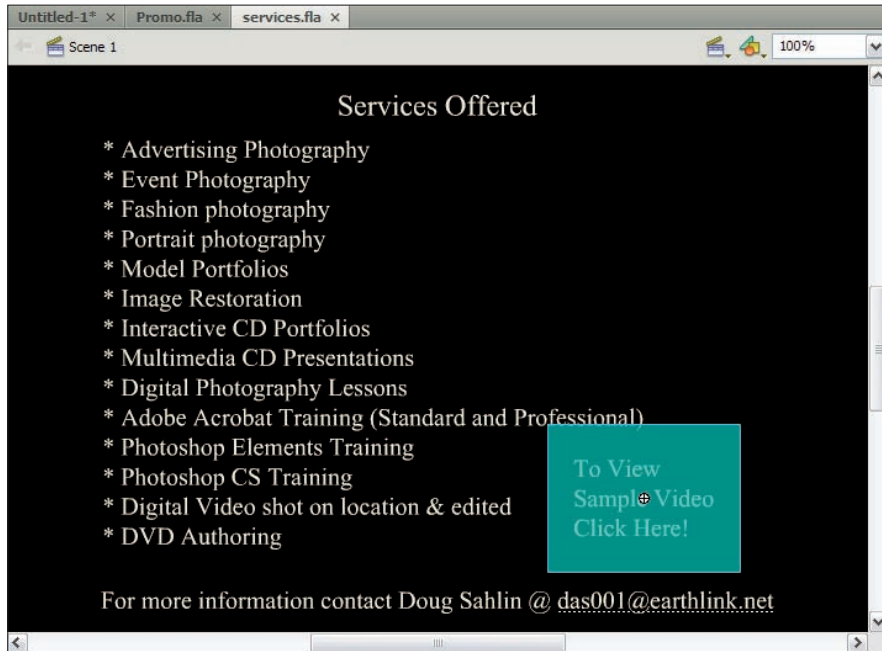 Untitled-1* × Promo.fla × services.fla ×
Scene 1 100%
Services Offered
* Advertising Photography
* Event Photography
* Fashion photography
* Portrait photography
* Model Portfolios
* Image Restoration
* Interactive CD Portfolios
* Multimedia CD Presentations
* Digital Photography Lessons
* Adobe Acrobat Training (Standard and Professional)
* Photoshop Elements Training
* Photoshop CS Training
* Digital Video shot on location & edited
* DVD Authoring
To View
Sample Video
Click Here!
For more information contact Doug Sahlin @ das001@earthlink.net